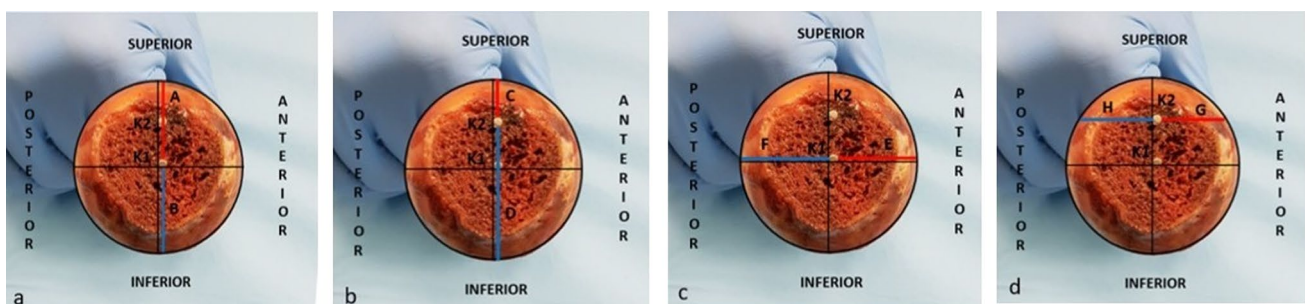 SUPERIOR
POSTERIOR
ANTERIOR
A
K2
K1
B
INFERIOR
a
SUPERIOR
POSTERIOR
ANTERIOR
C
K2
K1
D
INFERIOR
b
SUPERIOR
POSTERIOR
ANTERIOR
K2
F
K1
E
INFERIOR
c
SUPERIOR
POSTERIOR
ANTERIOR
H
K2
G
K1
INFERIOR
d